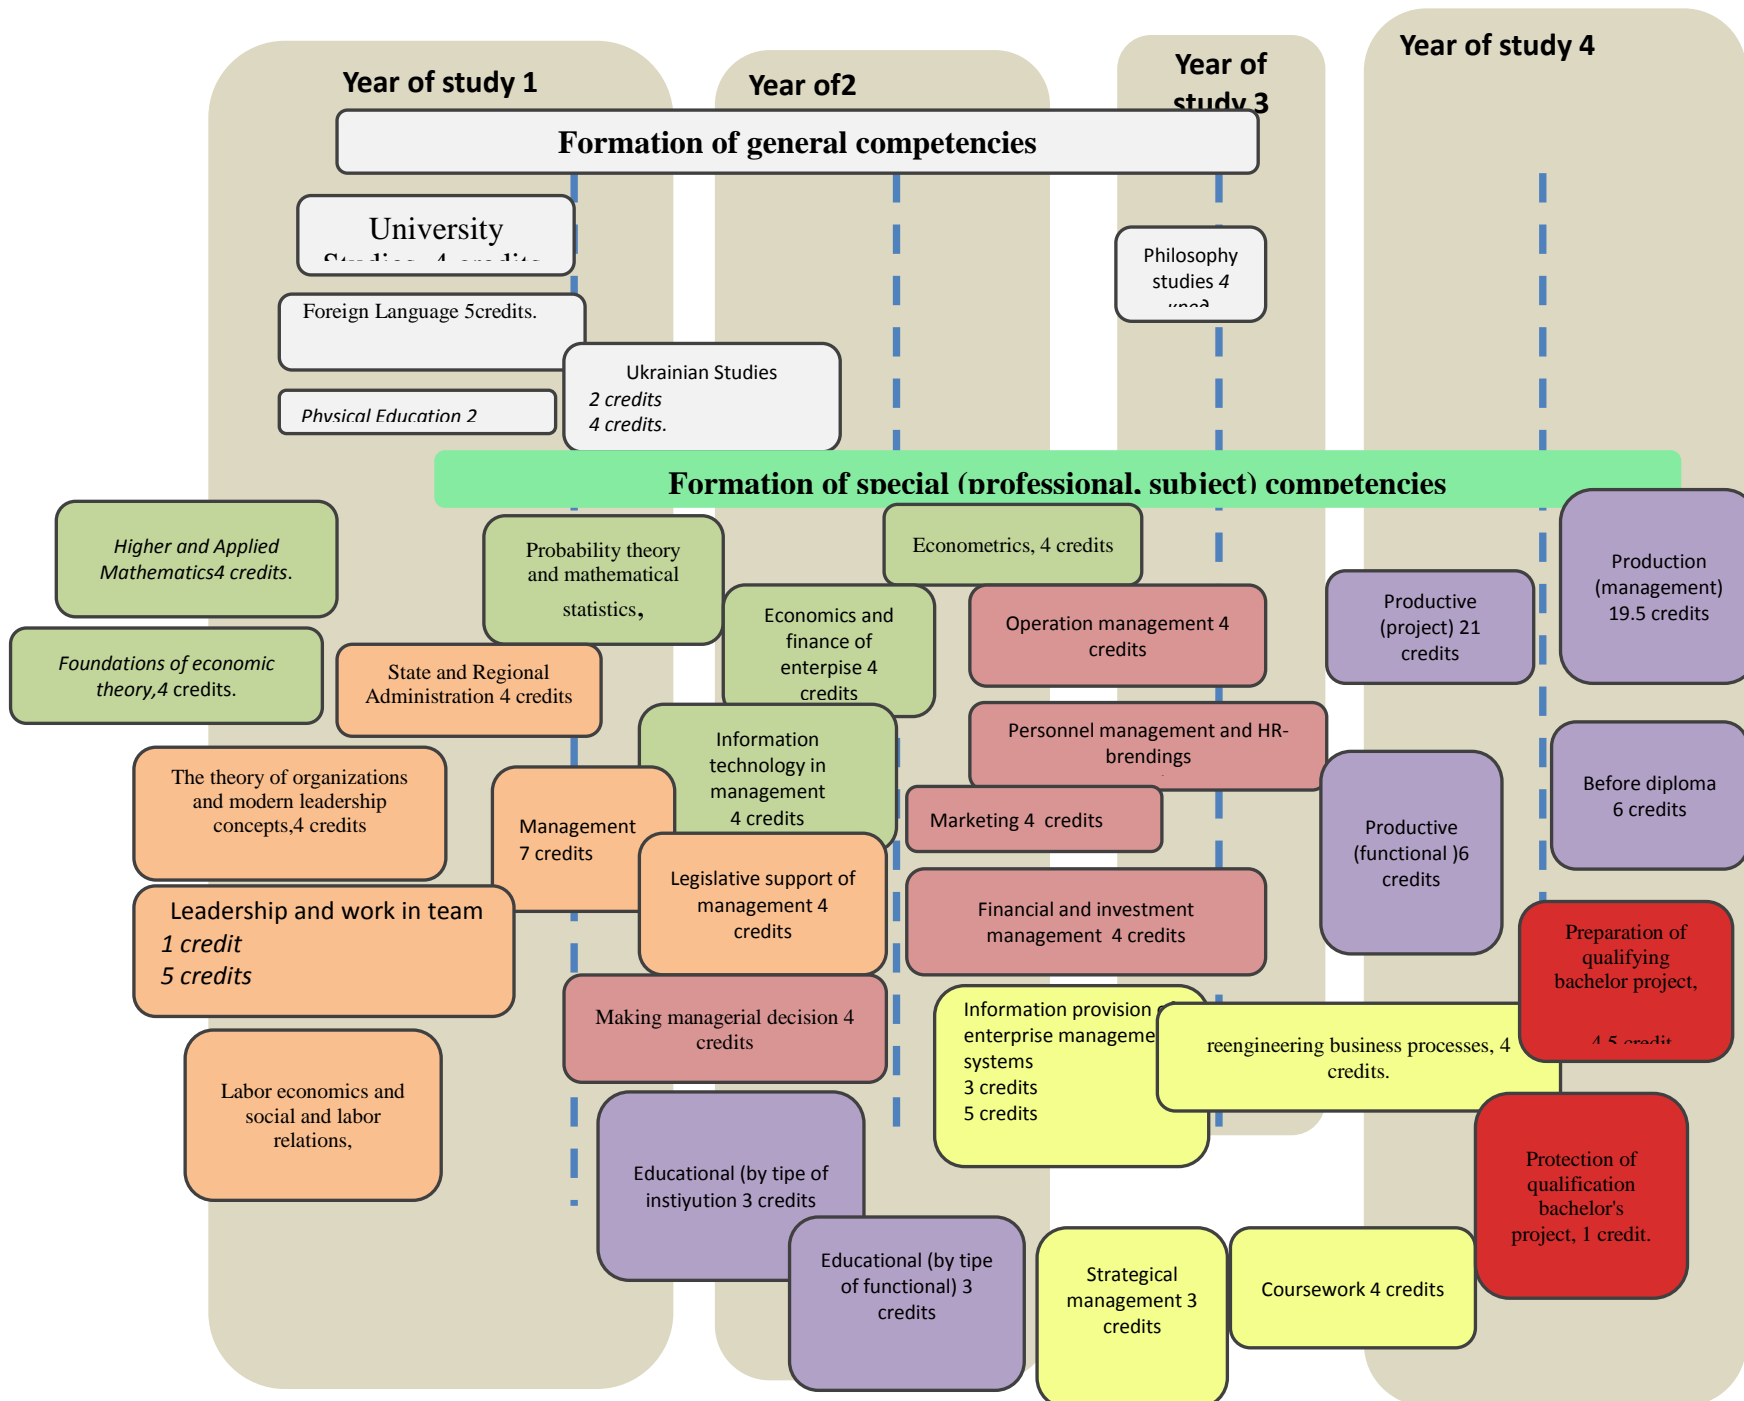 Year of study 1
Year of2
Year of
study 3
Year of study 4
Formation of general competencies
University
Studies 4 credits
Philosophy
studies 4
кред
Foreign Language 5credits.
Ukrainian Studies
2 credits
4 credits.
Physical Education 2
Formation of special (professional, subject) competencies
Higher and Applied
Mathematics4 credits.
Probability theory
and mathematical
statistics,
Econometrics, 4 credits
Production
(management)
19.5 credits
Foundations of economic
theory,4 credits.
State and Regional
Administration 4 credits
Economics and
finance of
enterpise 4
credits
Operation management 4
credits
Productive
(project) 21
credits
Information
technology in
management
4 credits
Personnel management and HR-
brendings
Before diploma
6 credits
The theory of organizations
and modern leadership
concepts,4 credits
Management
7 credits
Marketing 4 credits
Productive
(functional )6
credits
Leadership and work in team
1 credit
5 credits
Legislative support of
management 4
credits
Financial and investment
management 4 credits
Preparation of
qualifying
bachelor project,
4,5 credit
Making managerial decision 4
credits
Information provision
enterprise manageme
systems
3 credits
5 credits
reengineering business processes, 4
credits.
Labor economics and
social and labor
relations,
Educational (by tipe of
instiyution 3 credits
Protection of
qualification
bachelor's
project, 1 credit.
Educational (by tipe
of functional) 3
credits
Strategical
management 3
credits
Coursework 4 credits